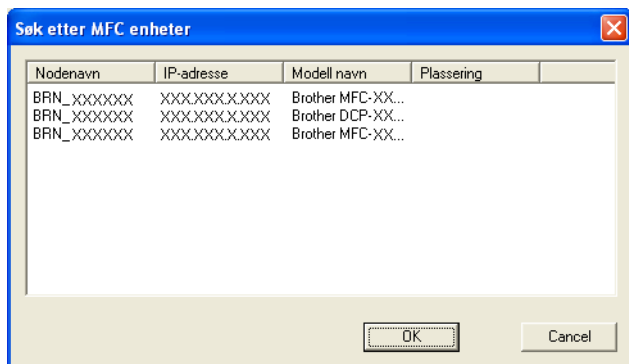 Søk etter MFC enheter
Nodenavn IP-adresse Modell navn Plassering
BRN_XXXXXX XXX.XXX.X.XXX Brother MFC-XX...
BRN_XXXXXX XXX.XXX.X.XXX Brother DCP-XX...
BRN_XXXXXX XXX.XXX.X.XXX Brother MFC-XX...
OK Cancel